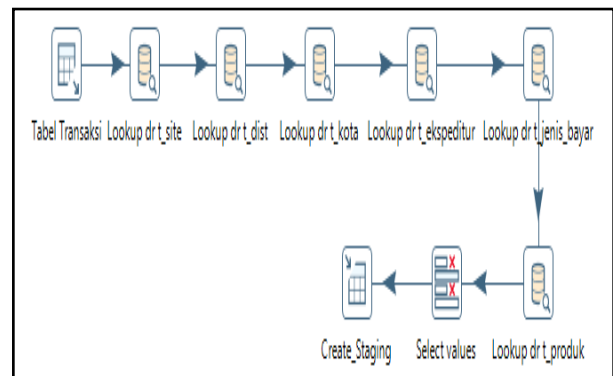 Tabel Transaksi Lookup dr t_site Lookup dr t_dist Lookup dr t_kota Lookup dr t_ekspeditur Lookup dr t_jenis_bayar
Create_Staging Select values Lookup dr t_produk